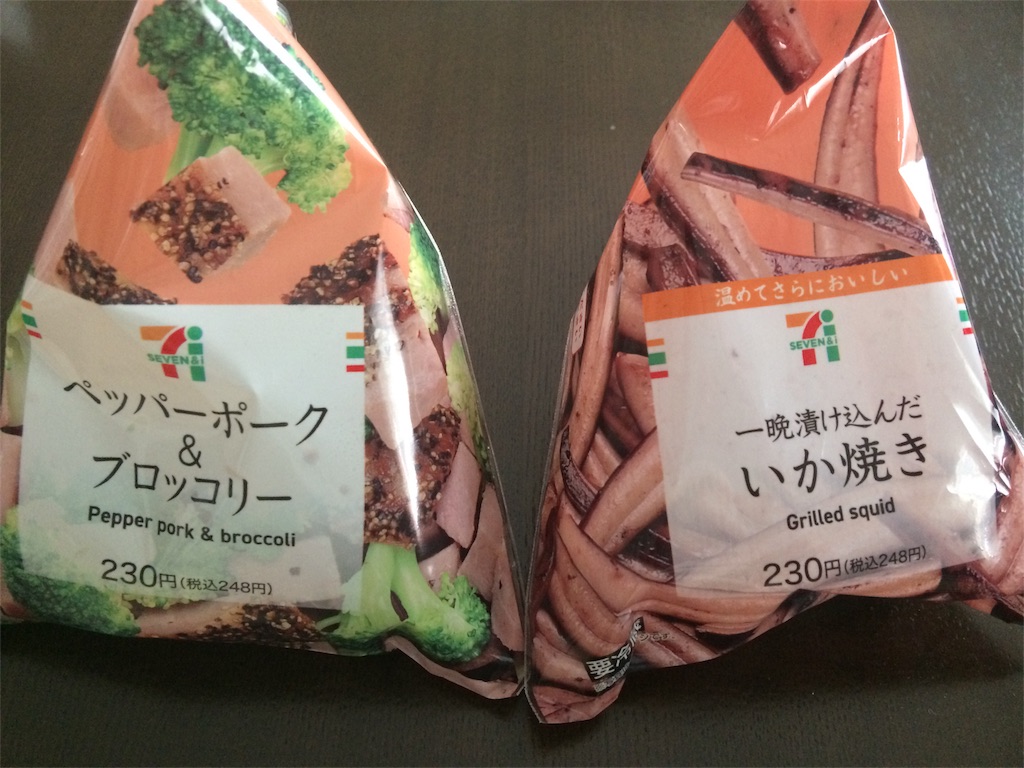 SEVEN & i
ペッパーポーク
&
ブロッコリー
Pepper pork & broccoli
230円(税込248円)
温めてさらにおいしい
SEVEN & i
一晩漬け込んだ
いか焼き
Grilled squid
230円(税込248円)